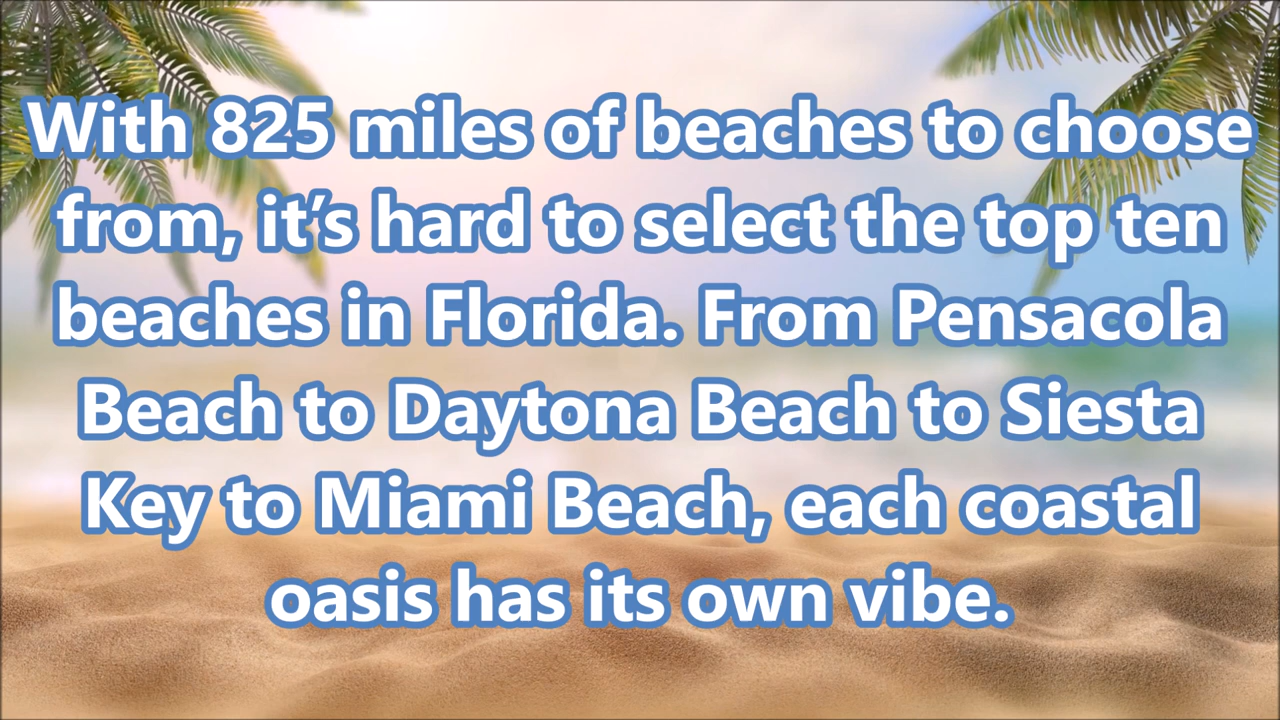 With 825 miles of beaches to choose
from, it’s hard to select the top ten
beaches in Florida. From Pensacola
Beach to Daytona Beach to Siesta
Key to Miami Beach, each coastal
oasis has its own vibe.